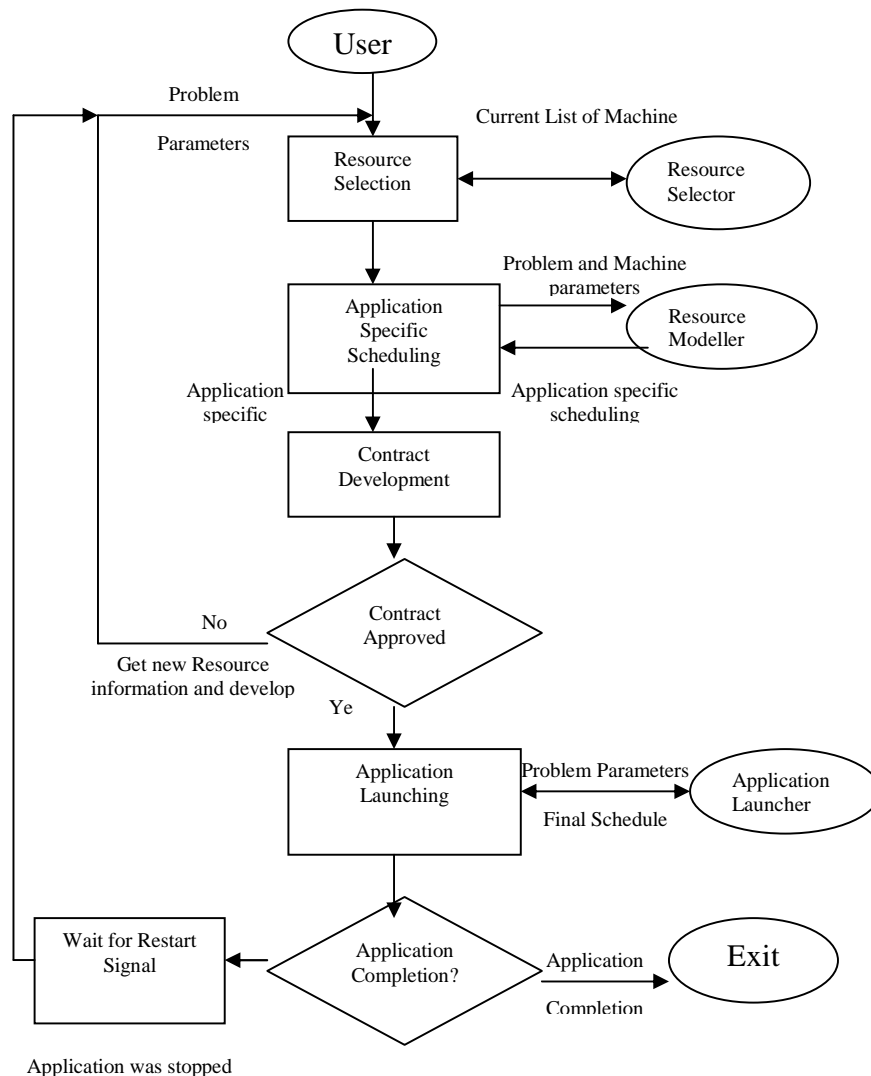 User
Problem
Parameters
Current List of Machine
Resource
Selection
Resource
Selector
Problem and Machine
parameters
Application
Specific
Scheduling
Resource
Modeller
Application
specific
Application specific
scheduling
Contract
Development
No
Contract
Approved
Get new Resource
information and develop
Ye
Application
Launching
Problem Parameters
Final Schedule
Application
Launcher
Wait for Restart
Signal
Application
Completion?
Application
Completion
Exit
Application was stopped